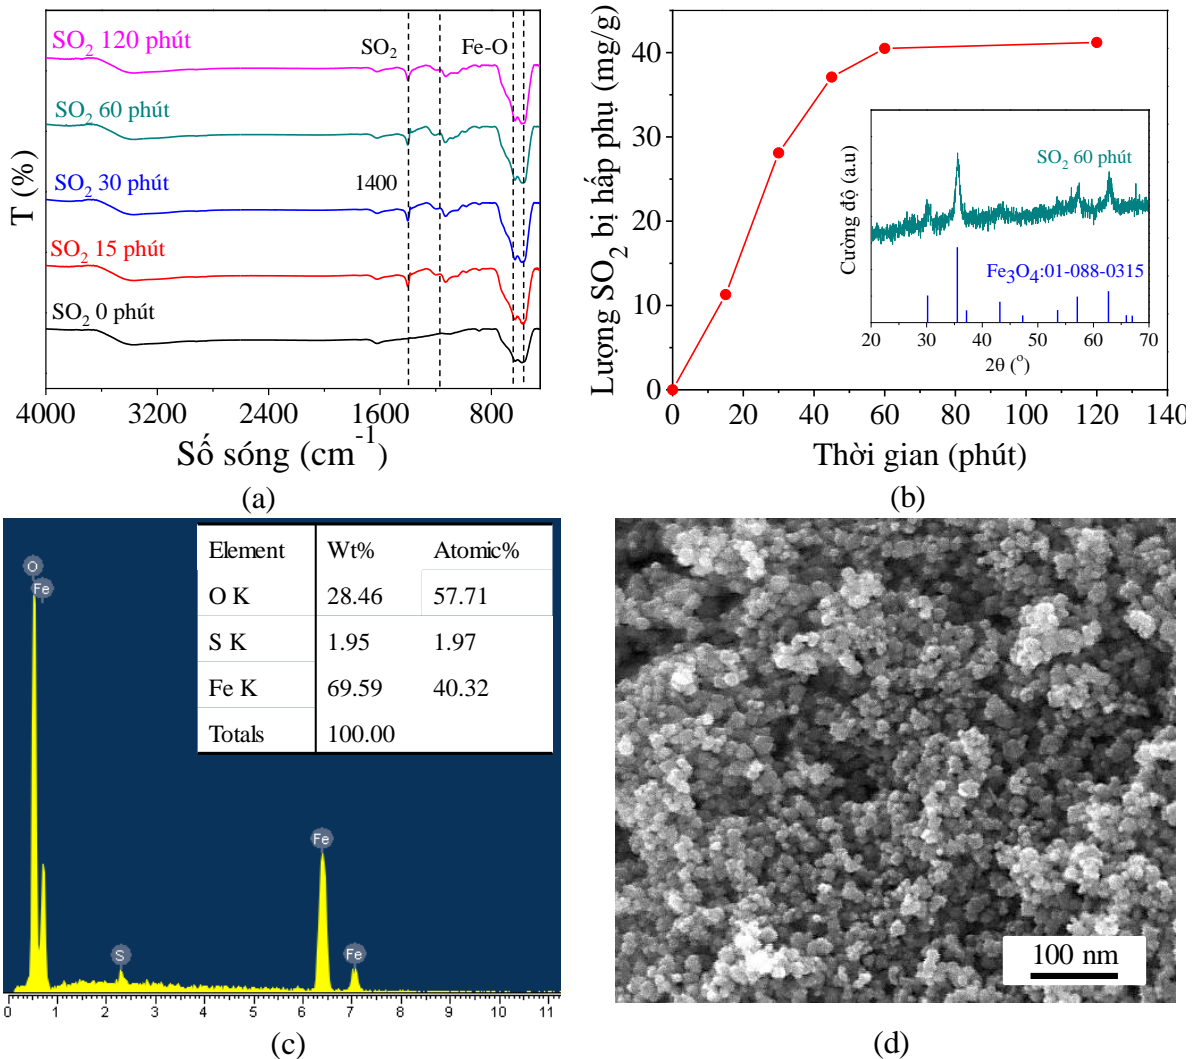 SO2 120 phút
SO2
Fe-O
SO2 60 phút
SO2 30 phút
1400
SO2 15 phút
SO2 0 phút
T (%)
4000 3200 2400 1600 800
Số sóng (cm-1)
(a)
Lượng SO2 bị hấp phụ (mg/g)
40
30
20
10
0
0 20 40 60 80 100 120 140
Thời gian (phút)
Cường độ (a.u)
SO2 60 phút
Fe3O4:01-088-0315
20 30 40 50 60 70
2θ (o)
(b)
Element Wt% Atomic%
O K 28.46 57.71
S K 1.95 1.97
Fe K 69.59 40.32
Totals 100.00
O
Fe
S
Fe
Fe
0 1 2 3 4 5 6 7 8 9 10 11
(c)
100 nm
(d)